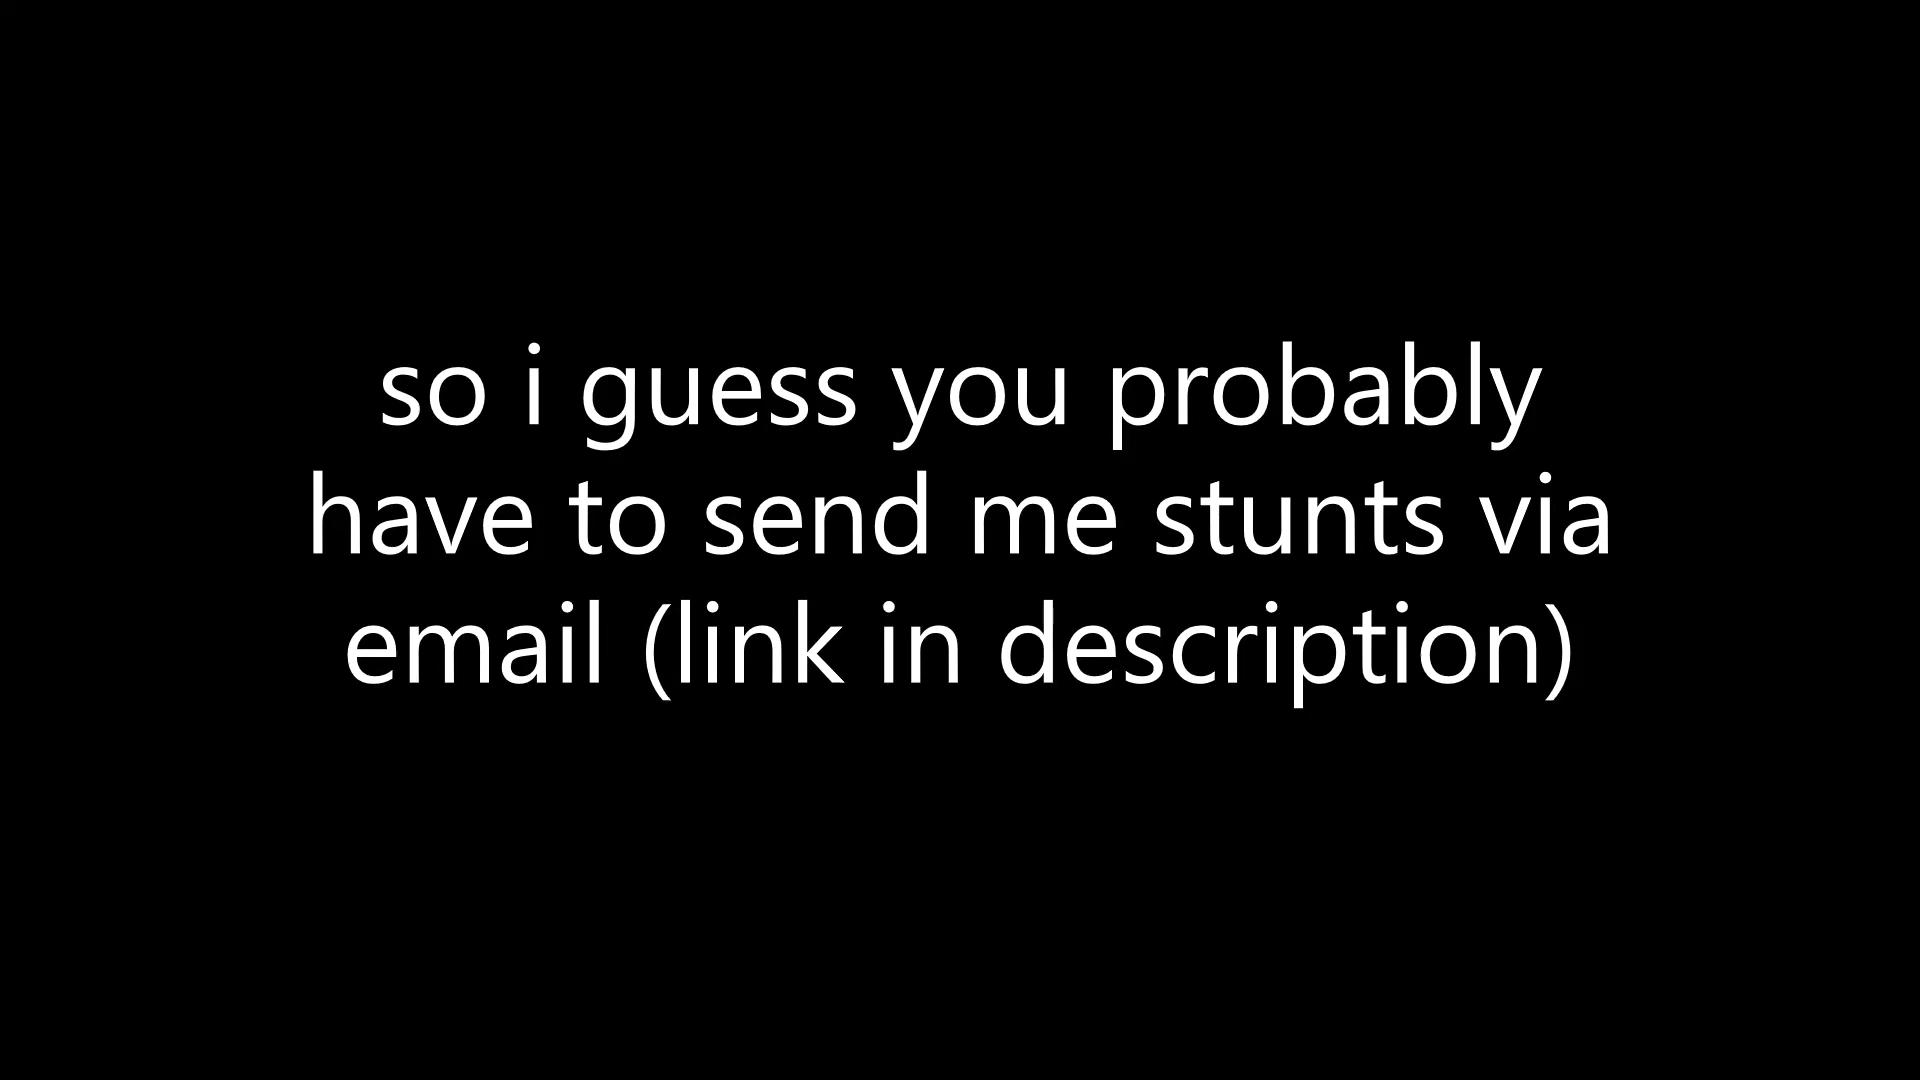 so i guess you probably
have to send me stunts via
email (link in description)